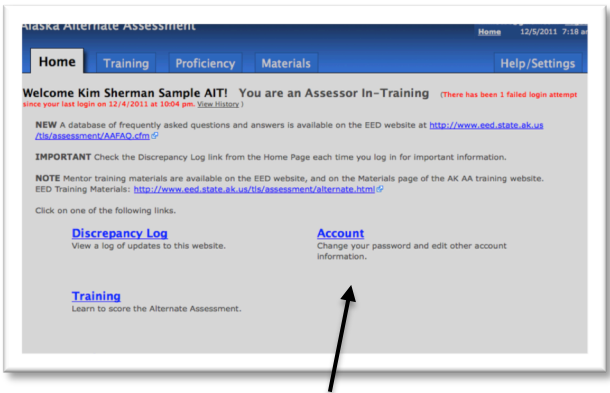 Alaska Alternate Assessment
Home 12/5/2011 7:18 am
Home Training Proficiency Materials Help/Settings
Welcome Kim Sherman Sample AIT! You are an Assessor In-Training (There has been 1 failed login attempt
since your last login on 12/4/2011 at 10:04 pm. View History )
NEW A database of frequently asked questions and answers is available on the EED website at http://www.eed.state.ak.us
/tls/assessment/AAFAQ.cfm
IMPORTANT Check the Discrepancy Log link from the Home Page each time you log in for important information.
NOTE Mentor training materials are available on the EED website, and on the Materials page of the AK AA training website.
EED Training Materials: http://www.eed.state.ak.us/tls/assessment/alternate.html
Click on one of the following links.
Discrepancy Log Account
View a log of updates to this website. Change your password and edit other account
information.
Training
Learn to score the Alternate Assessment.